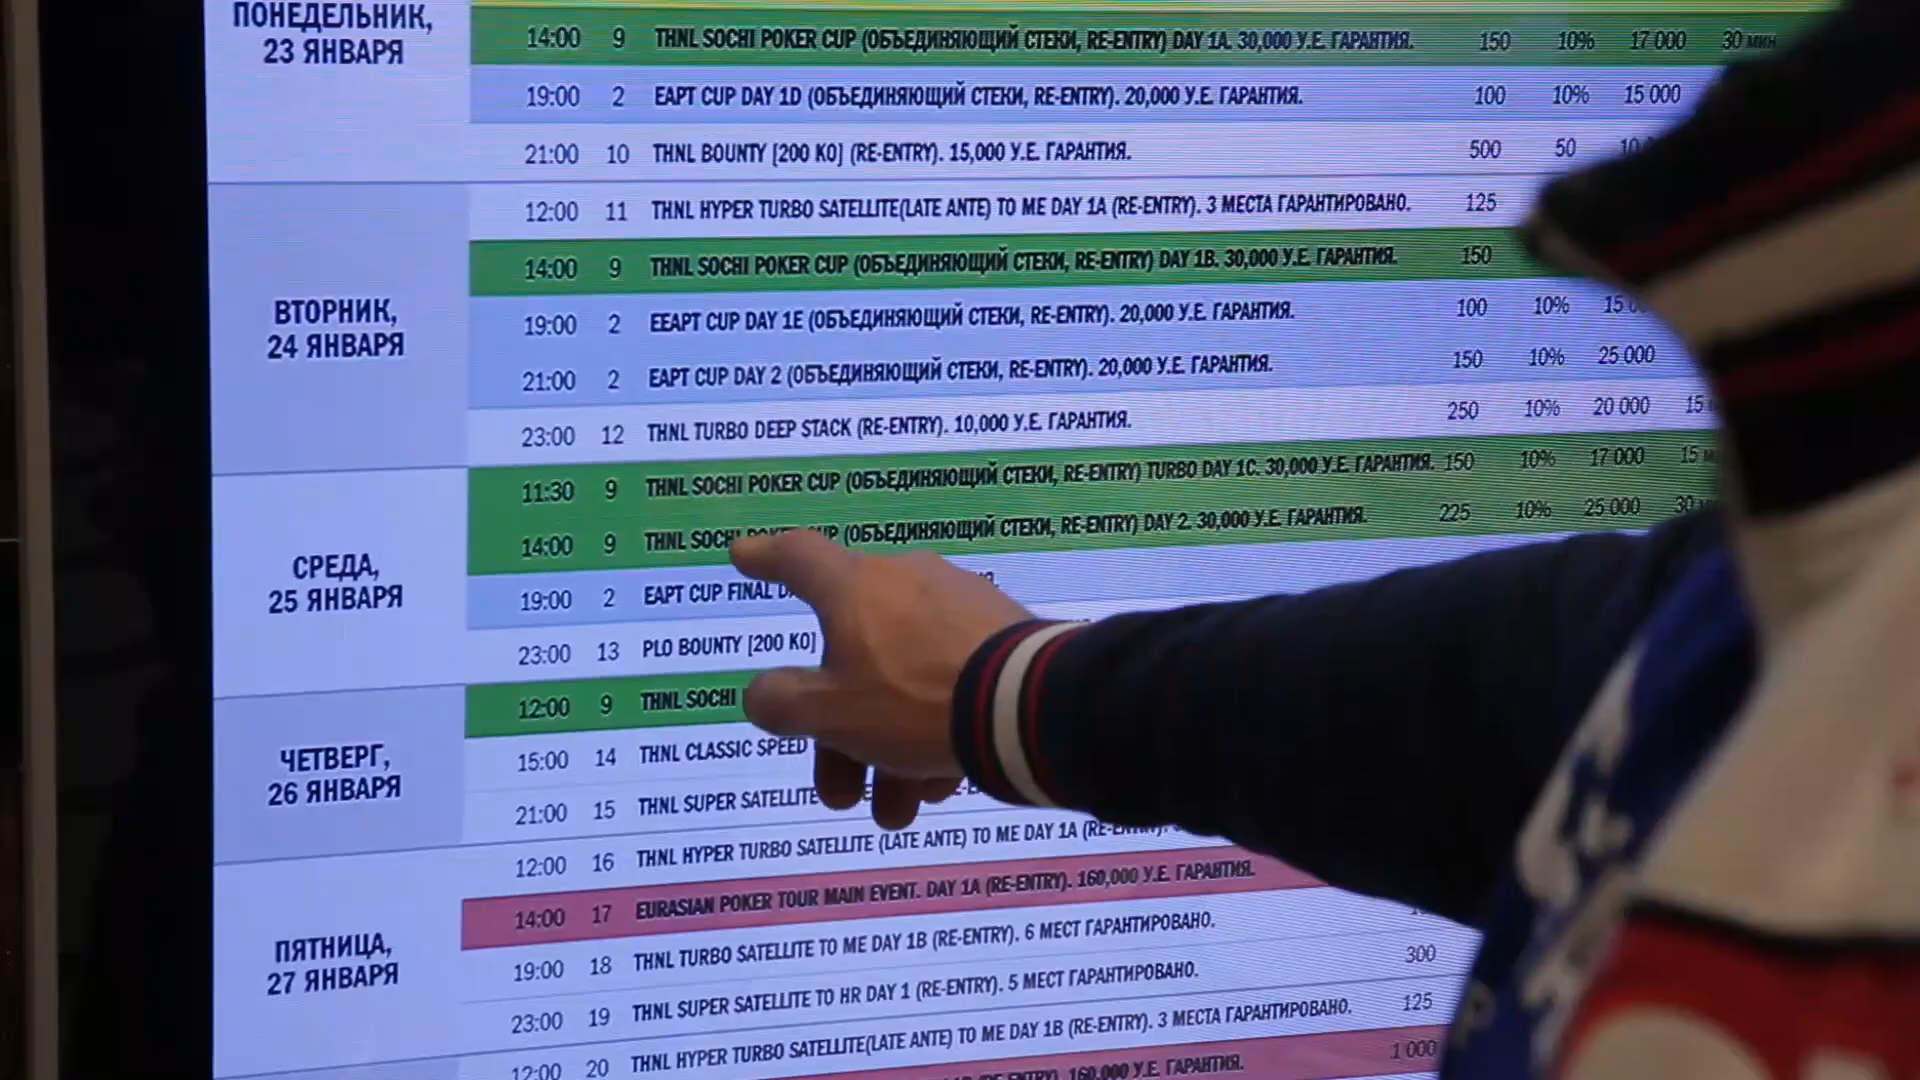 ПОНЕДЕЛЬНИК,
23 ЯНВАРЯ
14:00 9 THNL SOCHI POKER CUP (ОБЪЕДИНЯЮЩИЙ СТЕКИ, RE-ENTRY) DAY 1A. 30,000 У.Е. ГАРАНТИЯ. 150 10% 17 000 30 мин
19:00 2 EAPT CUP DAY 1D (ОБЪЕДИНЯЮЩИЙ СТЕКИ, RE-ENTRY). 20,000 У.Е. ГАРАНТИЯ. 100 10% 15 000
21:00 10 THNL BOUNTY [200 KO] (RE-ENTRY). 15,000 У.Е. ГАРАНТИЯ. 500 50
ВТОРНИК,
24 ЯНВАРЯ
12:00 11 THNL HYPER TURBO SATELLITE(LATE ANTE) TO ME DAY 1A (RE-ENTRY). 3 МЕСТА ГАРАНТИРОВАНО. 125
14:00 9 THNL SOCHI POKER CUP (ОБЪЕДИНЯЮЩИЙ СТЕКИ, RE-ENTRY) DAY 1B. 30,000 У.Е. ГАРАНТИЯ. 150
19:00 2 EEAPT CUP DAY 1E (ОБЪЕДИНЯЮЩИЙ СТЕКИ, RE-ENTRY). 20,000 У.Е. ГАРАНТИЯ. 100 10%
21:00 2 EAPT CUP DAY 2 (ОБЪЕДИНЯЮЩИЙ СТЕКИ, RE-ENTRY). 20,000 У.Е. ГАРАНТИЯ. 150 10% 25 000
23:00 12 THNL TURBO DEEP STACK (RE-ENTRY). 10,000 У.Е. ГАРАНТИЯ. 250 10% 20 000 15
СРЕДА,
25 ЯНВАРЯ
11:30 9 THNL SOCHI POKER CUP (ОБЪЕДИНЯЮЩИЙ СТЕКИ, RE-ENTRY) TURBO DAY 1C. 30,000 У.Е. ГАРАНТИЯ. 150 10% 17 000 15
14:00 9 THNL SOCHI POKER CUP (ОБЪЕДИНЯЮЩИЙ СТЕКИ, RE-ENTRY) DAY 2. 30,000 У.Е. ГАРАНТИЯ. 225 10% 25 000 30
19:00 2 EAPT CUP FINAL
23:00 13 PLO BOUNTY [200 KO]
ЧЕТВЕРГ,
26 ЯНВАРЯ
12:00 9 THNL SOCHI
15:00 14 THNL CLASSIC SPEED
21:00 15 THNL SUPER SATELLITE
ПЯТНИЦА,
27 ЯНВАРЯ
12:00 16 THNL HYPER TURBO SATELLITE (LATE ANTE) TO ME DAY 1A (RE-ENTRY).
14:00 17 EURASIAN POKER TOUR MAIN EVENT. DAY 1A (RE-ENTRY). 160,000 У.Е. ГАРАНТИЯ.
19:00 18 THNL TURBO SATELLITE TO ME DAY 1B (RE-ENTRY). 6 МЕСТ ГАРАНТИРОВАНО.
23:00 19 THNL SUPER SATELLITE TO HR DAY 1 (RE-ENTRY). 5 МЕСТ ГАРАНТИРОВАНО. 300
12:00 20 THNL HYPER TURBO SATELLITE(LATE ANTE) TO ME DAY 1B (RE-ENTRY). 3 МЕСТА ГАРАНТИРОВАНО. 125
160,000 У.Е. ГАРАНТИЯ. 1 000